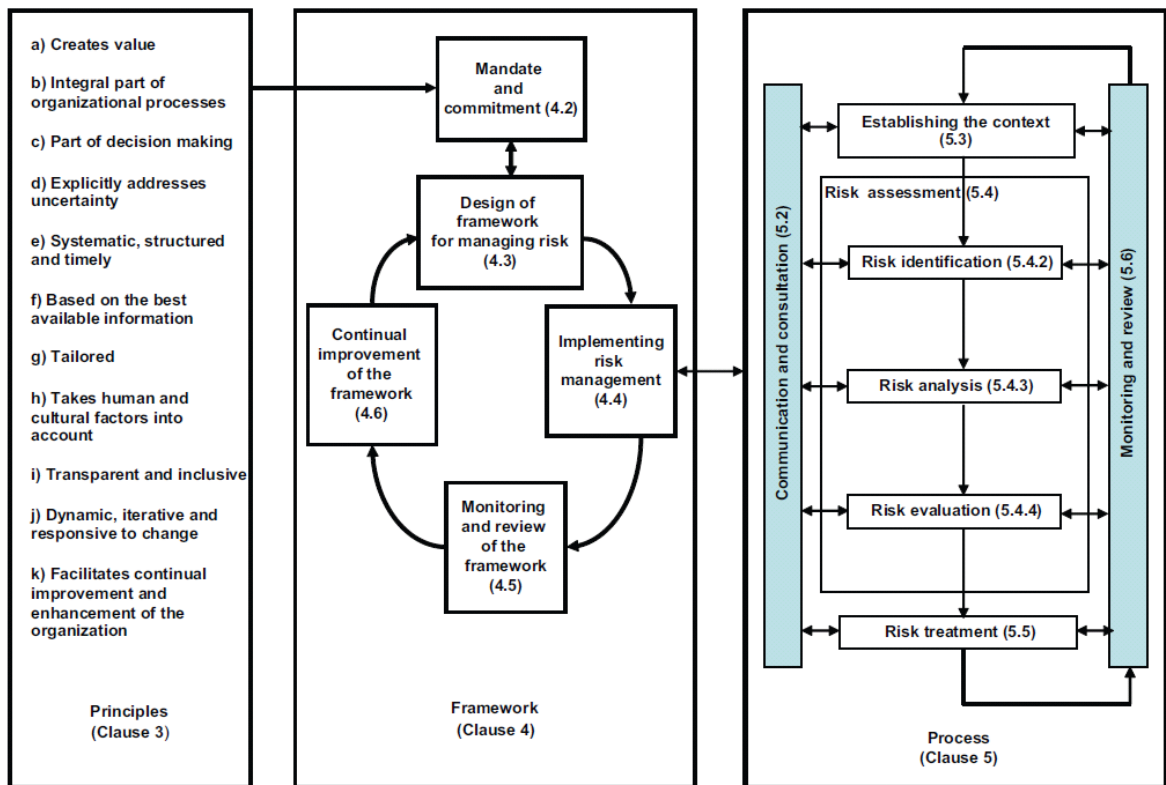 a) Creates value
b) Integral part of
organizational processes
c) Part of decision making
d) Explicitly addresses
uncertainty
e) Systematic, structured
and timely
f) Based on the best
available information
g) Tailored
h) Takes human and
cultural factors into
account
i) Transparent and inclusive
j) Dynamic, iterative and
responsive to change
k) Facilitates continual
improvement and
enhancement of the
organization
Principles
(Clause 3)
Mandate
and
commitment (4.2)
Design of
framework
for managing risk
(4.3)
Implementing
risk
management
(4.4)
Monitoring
and review
of the
framework
(4.5)
Continual
improvement
of the
framework
(4.6)
Framework
(Clause 4)
Communication and consultation (5.2)
Establishing the context
(5.3)
Risk assessment (5.4)
Risk identification (5.4.2)
Risk analysis (5.4.3)
Risk evaluation (5.4.4)
Risk treatment (5.5)
Monitoring and review (5.6)
Process
(Clause 5)